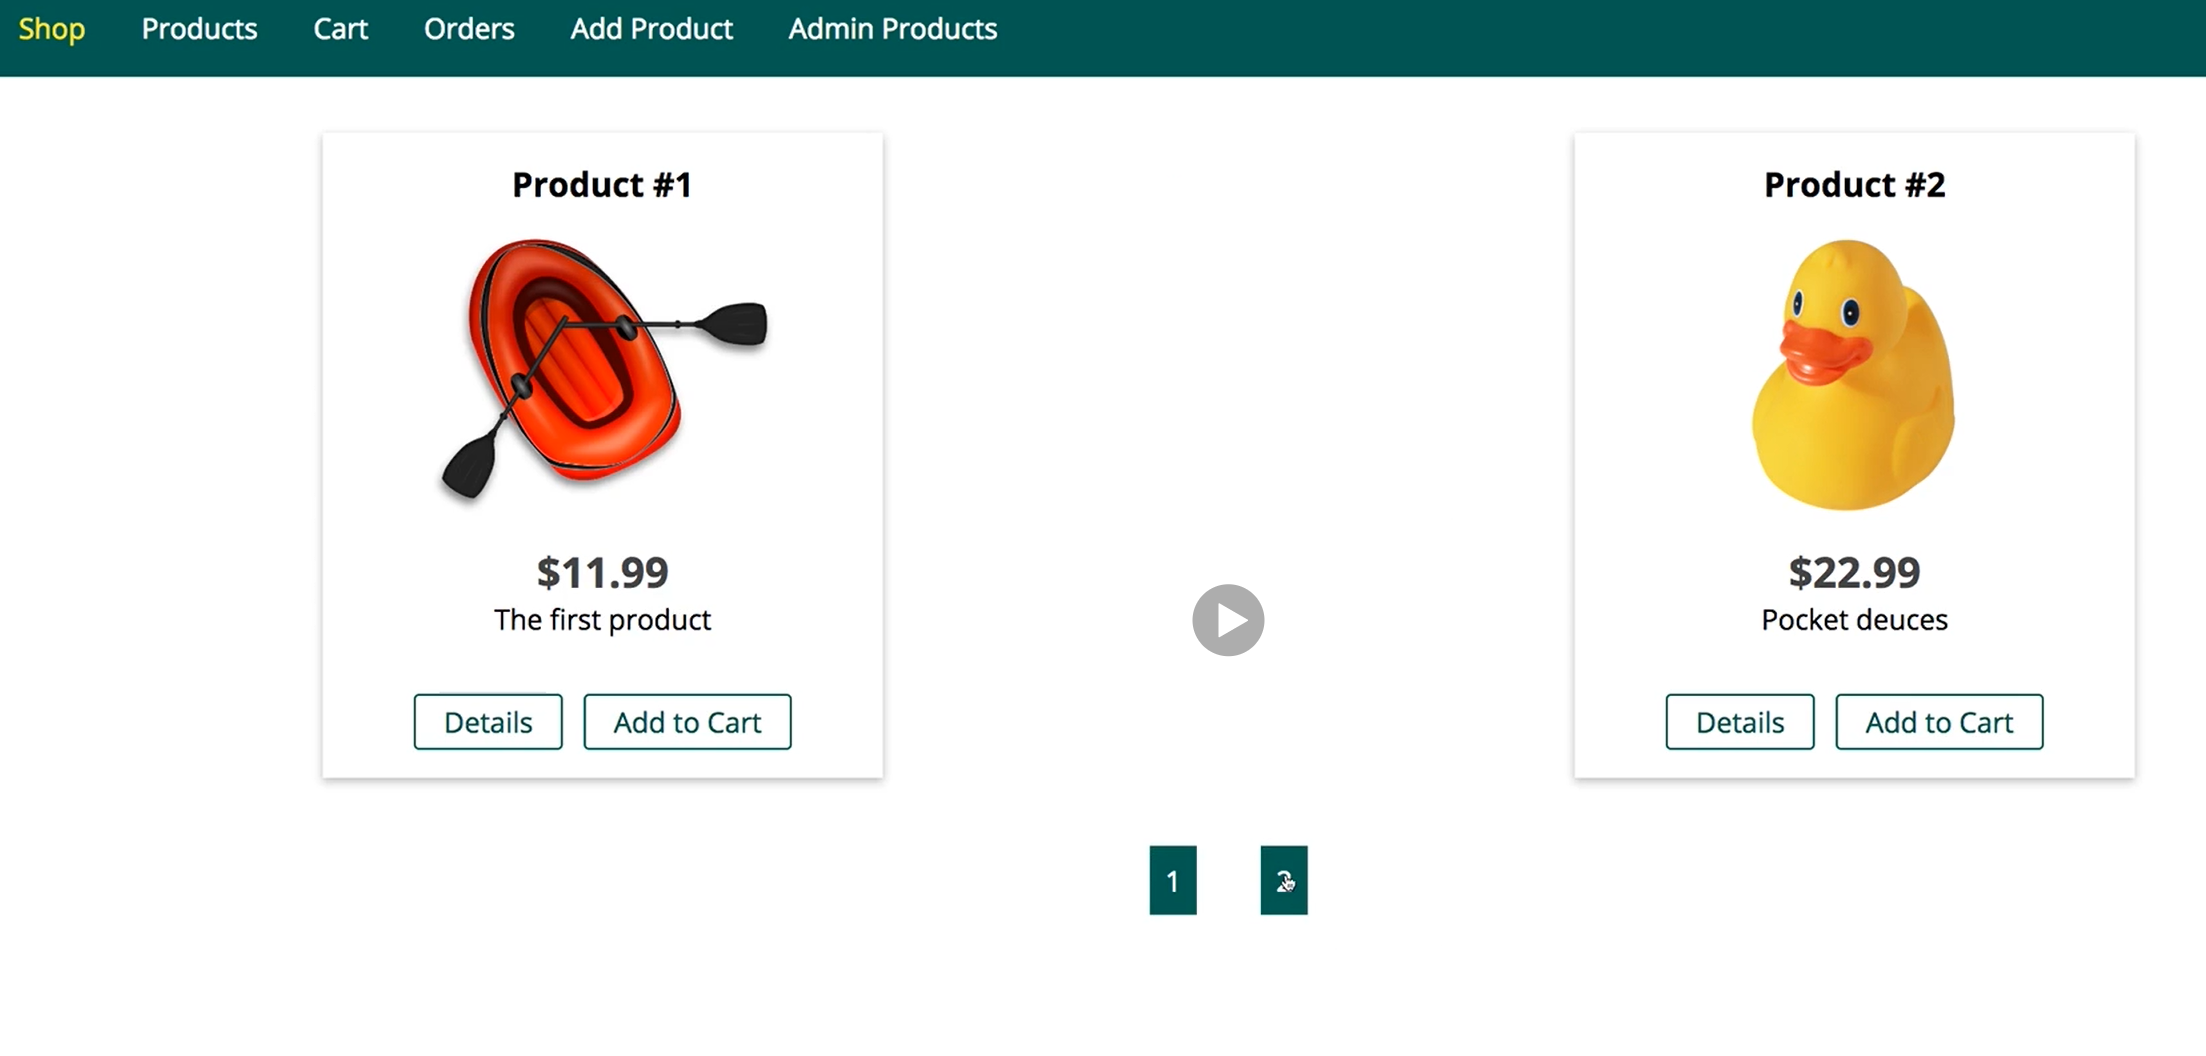 Shop Products Cart Orders Add Product Admin Products
Product #1
$11.99
The first product
Details Add to Cart
Product #2
$22.99
Pocket deuces
Details Add to Cart
1 2